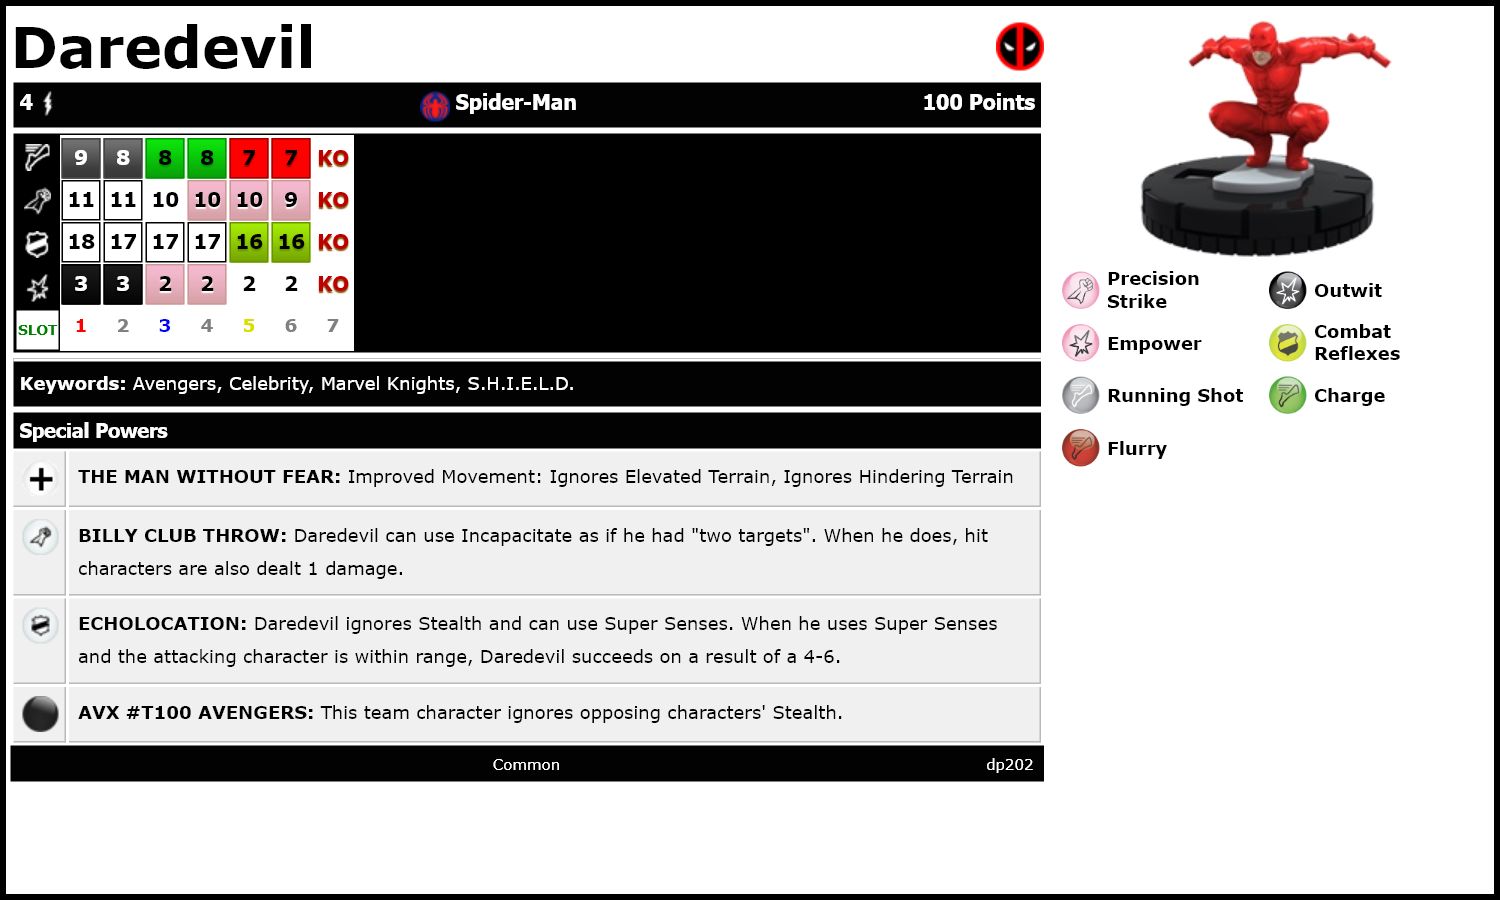 Daredevil
4 Spider-Man 100 Points
9 8 8 8 7 7 KO
11 11 10 10 10 9 KO
18 17 17 17 16 16 KO
3 3 2 2 2 2 KO
SLOT 1 2 3 4 5 6 7
Keywords: Avengers, Celebrity, Marvel Knights, S.H.I.E.L.D.
Special Powers
THE MAN WITHOUT FEAR: Improved Movement: Ignores Elevated Terrain, Ignores Hindering Terrain
BILLY CLUB THROW: Daredevil can use Incapacitate as if he had "two targets". When he does, hit
characters are also dealt 1 damage.
ECHOLOCATION: Daredevil ignores Stealth and can use Super Senses. When he uses Super Senses
and the attacking character is within range, Daredevil succeeds on a result of a 4-6.
AVX #T100 AVENGERS: This team character ignores opposing characters' Stealth.
Common dp202
Precision
Strike
Outwit
Empower
Combat
Reflexes
Running Shot
Charge
Flurry